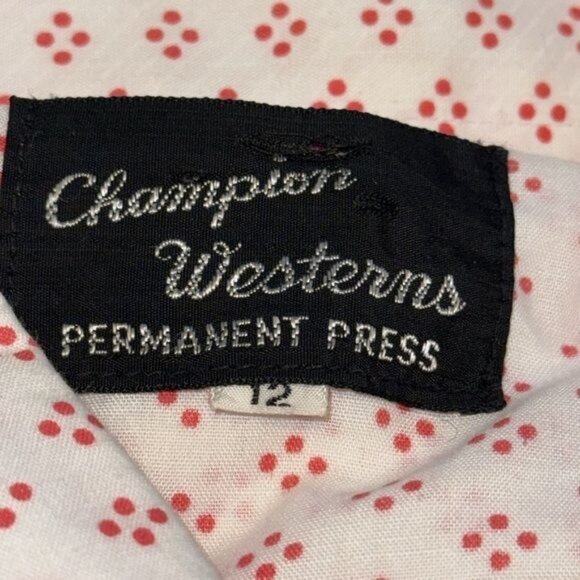 Champion
Westerns
PERMANENT PRESS
12